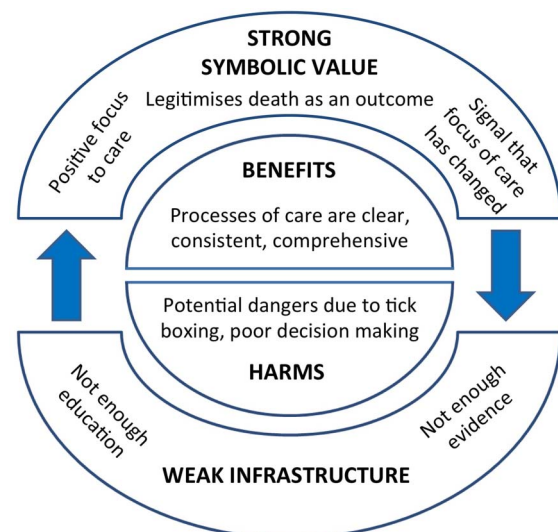 STRONG
SYMBOLIC VALUE
Legitimises death as an outcome
Positive focus
to care
Signal that
focus of care
has changed
BENEFITS
Processes of care are clear,
consistent, comprehensive
Potential dangers due to tick
boxing, poor decision making
HARMS
Not enough
education
Not enough
evidence
WEAK INFRASTRUCTURE